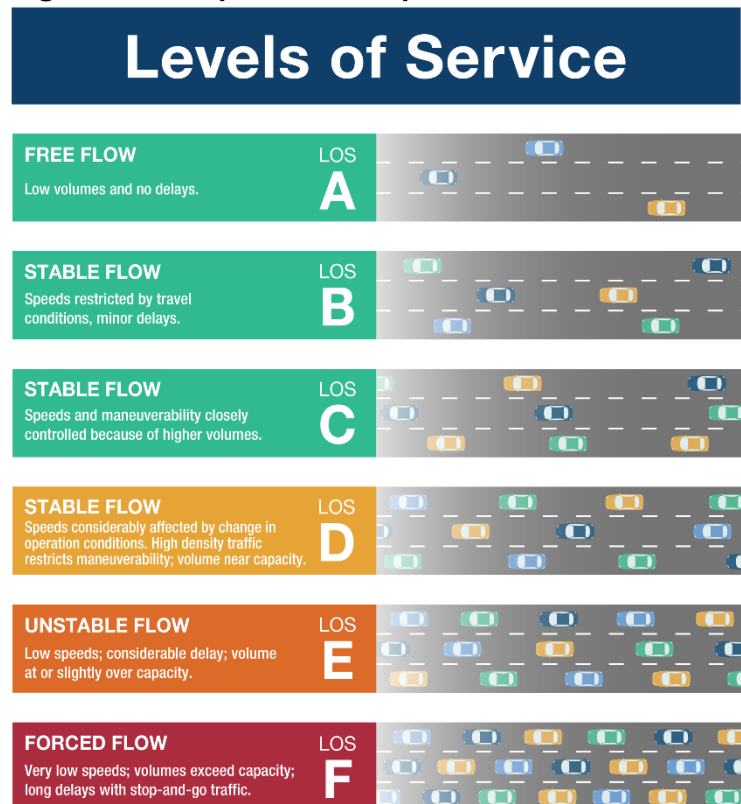 Levels of Service
FREE FLOW
LOS
A
Low volumes and no delays.
STABLE FLOW
LOS
B
Speeds restricted by travel
conditions, minor delays.
STABLE FLOW
LOS
C
Speeds and maneuverability closely
controlled because of higher volumes.
STABLE FLOW
LOS
D
Speeds considerably affected by change in
operation conditions. High density traffic
restricts maneuverability; volume near capacity.
UNSTABLE FLOW
LOS
E
Low speeds; considerable delay; volume
at or slightly over capacity.
FORCED FLOW
LOS
F
Very low speeds; volumes exceed capacity;
long delays with stop-and-go traffic.